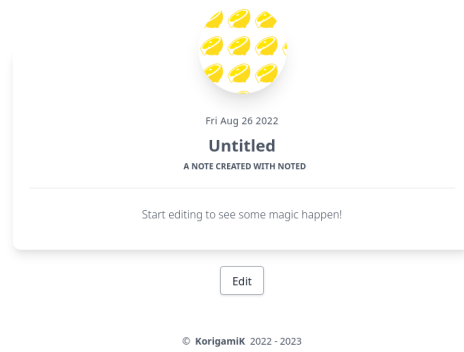 Fri Aug 26 2022
Untitled
A NOTE CREATED WITH NOTED
Start editing to see some magic happen!
Edit
© KorigamiK 2022 - 2023